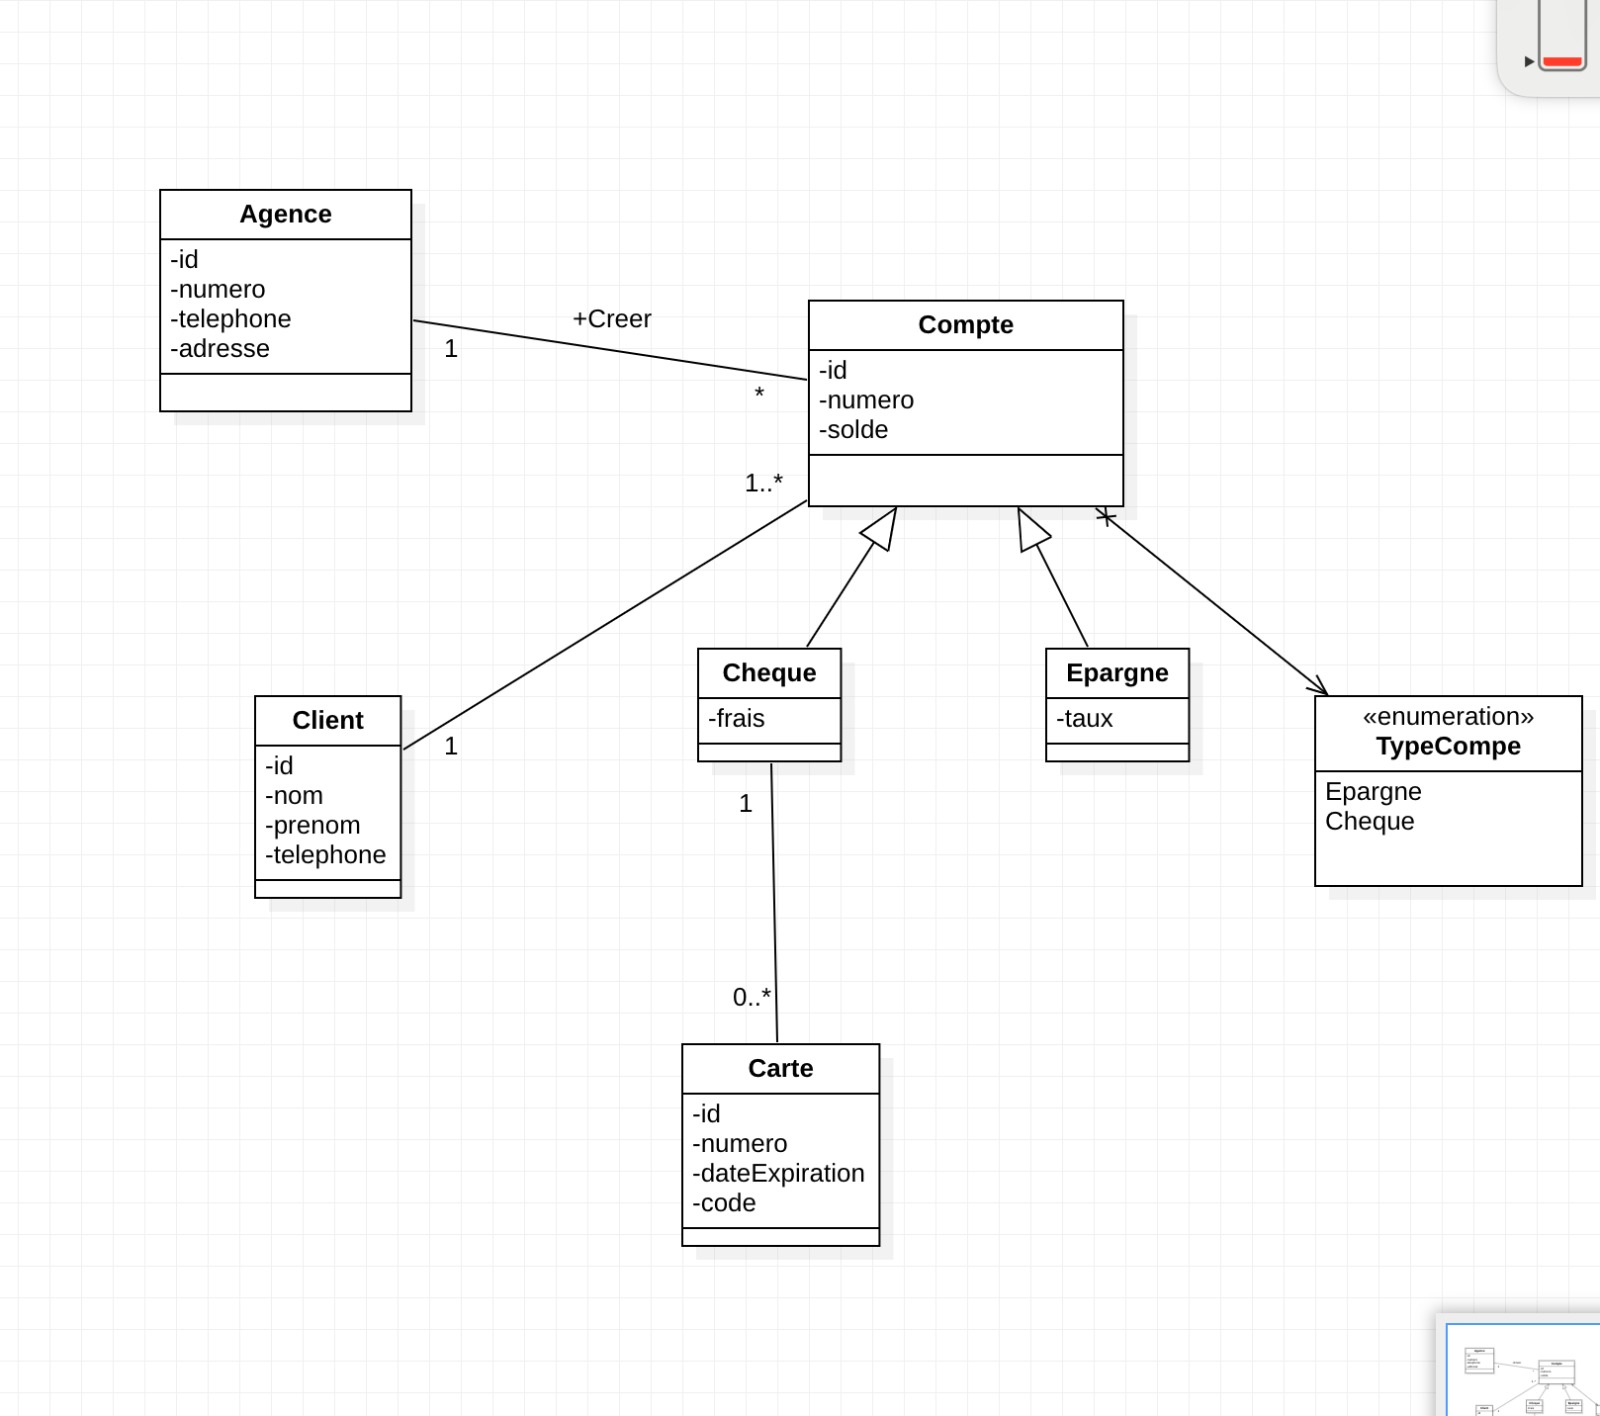 Agence
-id
-numero
-telephone
-adresse
+Creer
1
*
Compte
-id
-numero
-solde
1..*
Client
-id
-nom
-prenom
-telephone
1
Cheque
-frais
1
Epargne
-taux
«enumeration»
TypeCompe
Epargne
Cheque
0..*
Carte
-id
-numero
-dateExpiration
-code